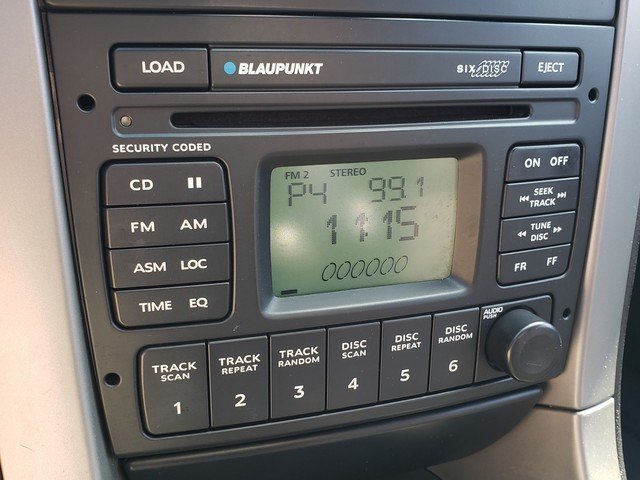 LOAD
BLAUPUNKT
SIX DISC
EJECT
SECURITY CODED
CD
FM AM
ASM LOC
TIME EQ
FM 2 STEREO
P4 99.1
11:15
000000
ON OFF
SEEK
TRACK
TUNE
DISC
FR FF
AUDIO
PUSH
TRACK
SCAN
1
TRACK
REPEAT
2
TRACK
RANDOM
3
DISC
SCAN
4
DISC
REPEAT
5
DISC
RANDOM
6